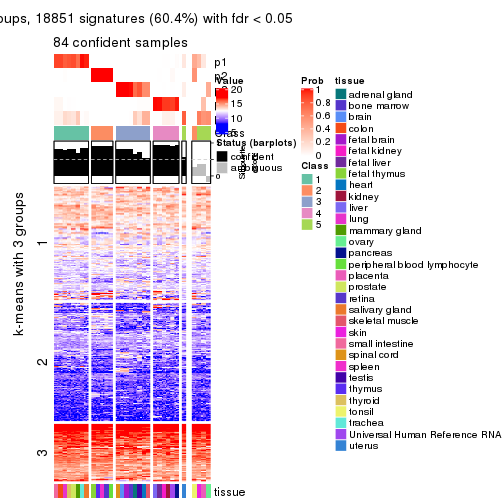 oups, 18851 signatures (60.4%) with fdr < 0.05
84 confident samples
p1
p2
Value
20
15
10
5
Class
Status (barplots)
confident
ambiguous
0
k-means with 3 groups
1
2
3
tissue
Prob
1
0.8
0.6
0.4
0.2
0
Class
1
2
3
4
5
tissue
adrenal gland
bone marrow
brain
colon
fetal brain
fetal kidney
fetal liver
fetal thymus
heart
kidney
liver
lung
mammary gland
ovary
pancreas
peripheral blood lymphocyte
placenta
prostate
retina
salivary gland
skeletal muscle
skin
small intestine
spinal cord
spleen
testis
thymus
thyroid
tonsil
trachea
Universal Human Reference RNA
uterus